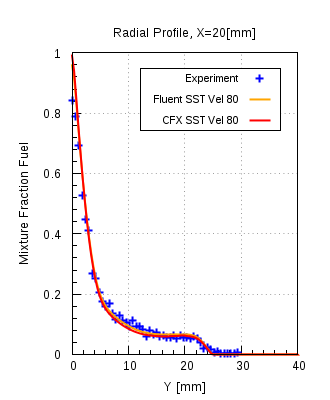 Radial Profile, X=20[mm]
Experiment
Fluent SST Vel 80
CFX SST Vel 80
Mixture Fraction Fuel
1
0.8
0.6
0.4
0.2
0
0 10 20 30 40
Y [mm]